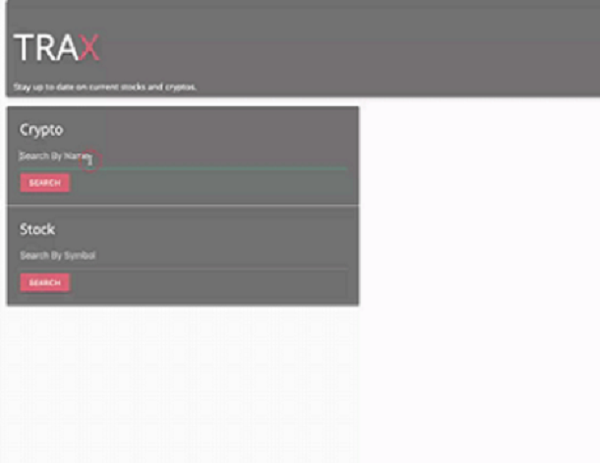 TRAX
Stay up to date on current stocks and cryptos.
Crypto
Search By Name
SEARCH
Stock
Search By Symbol
SEARCH